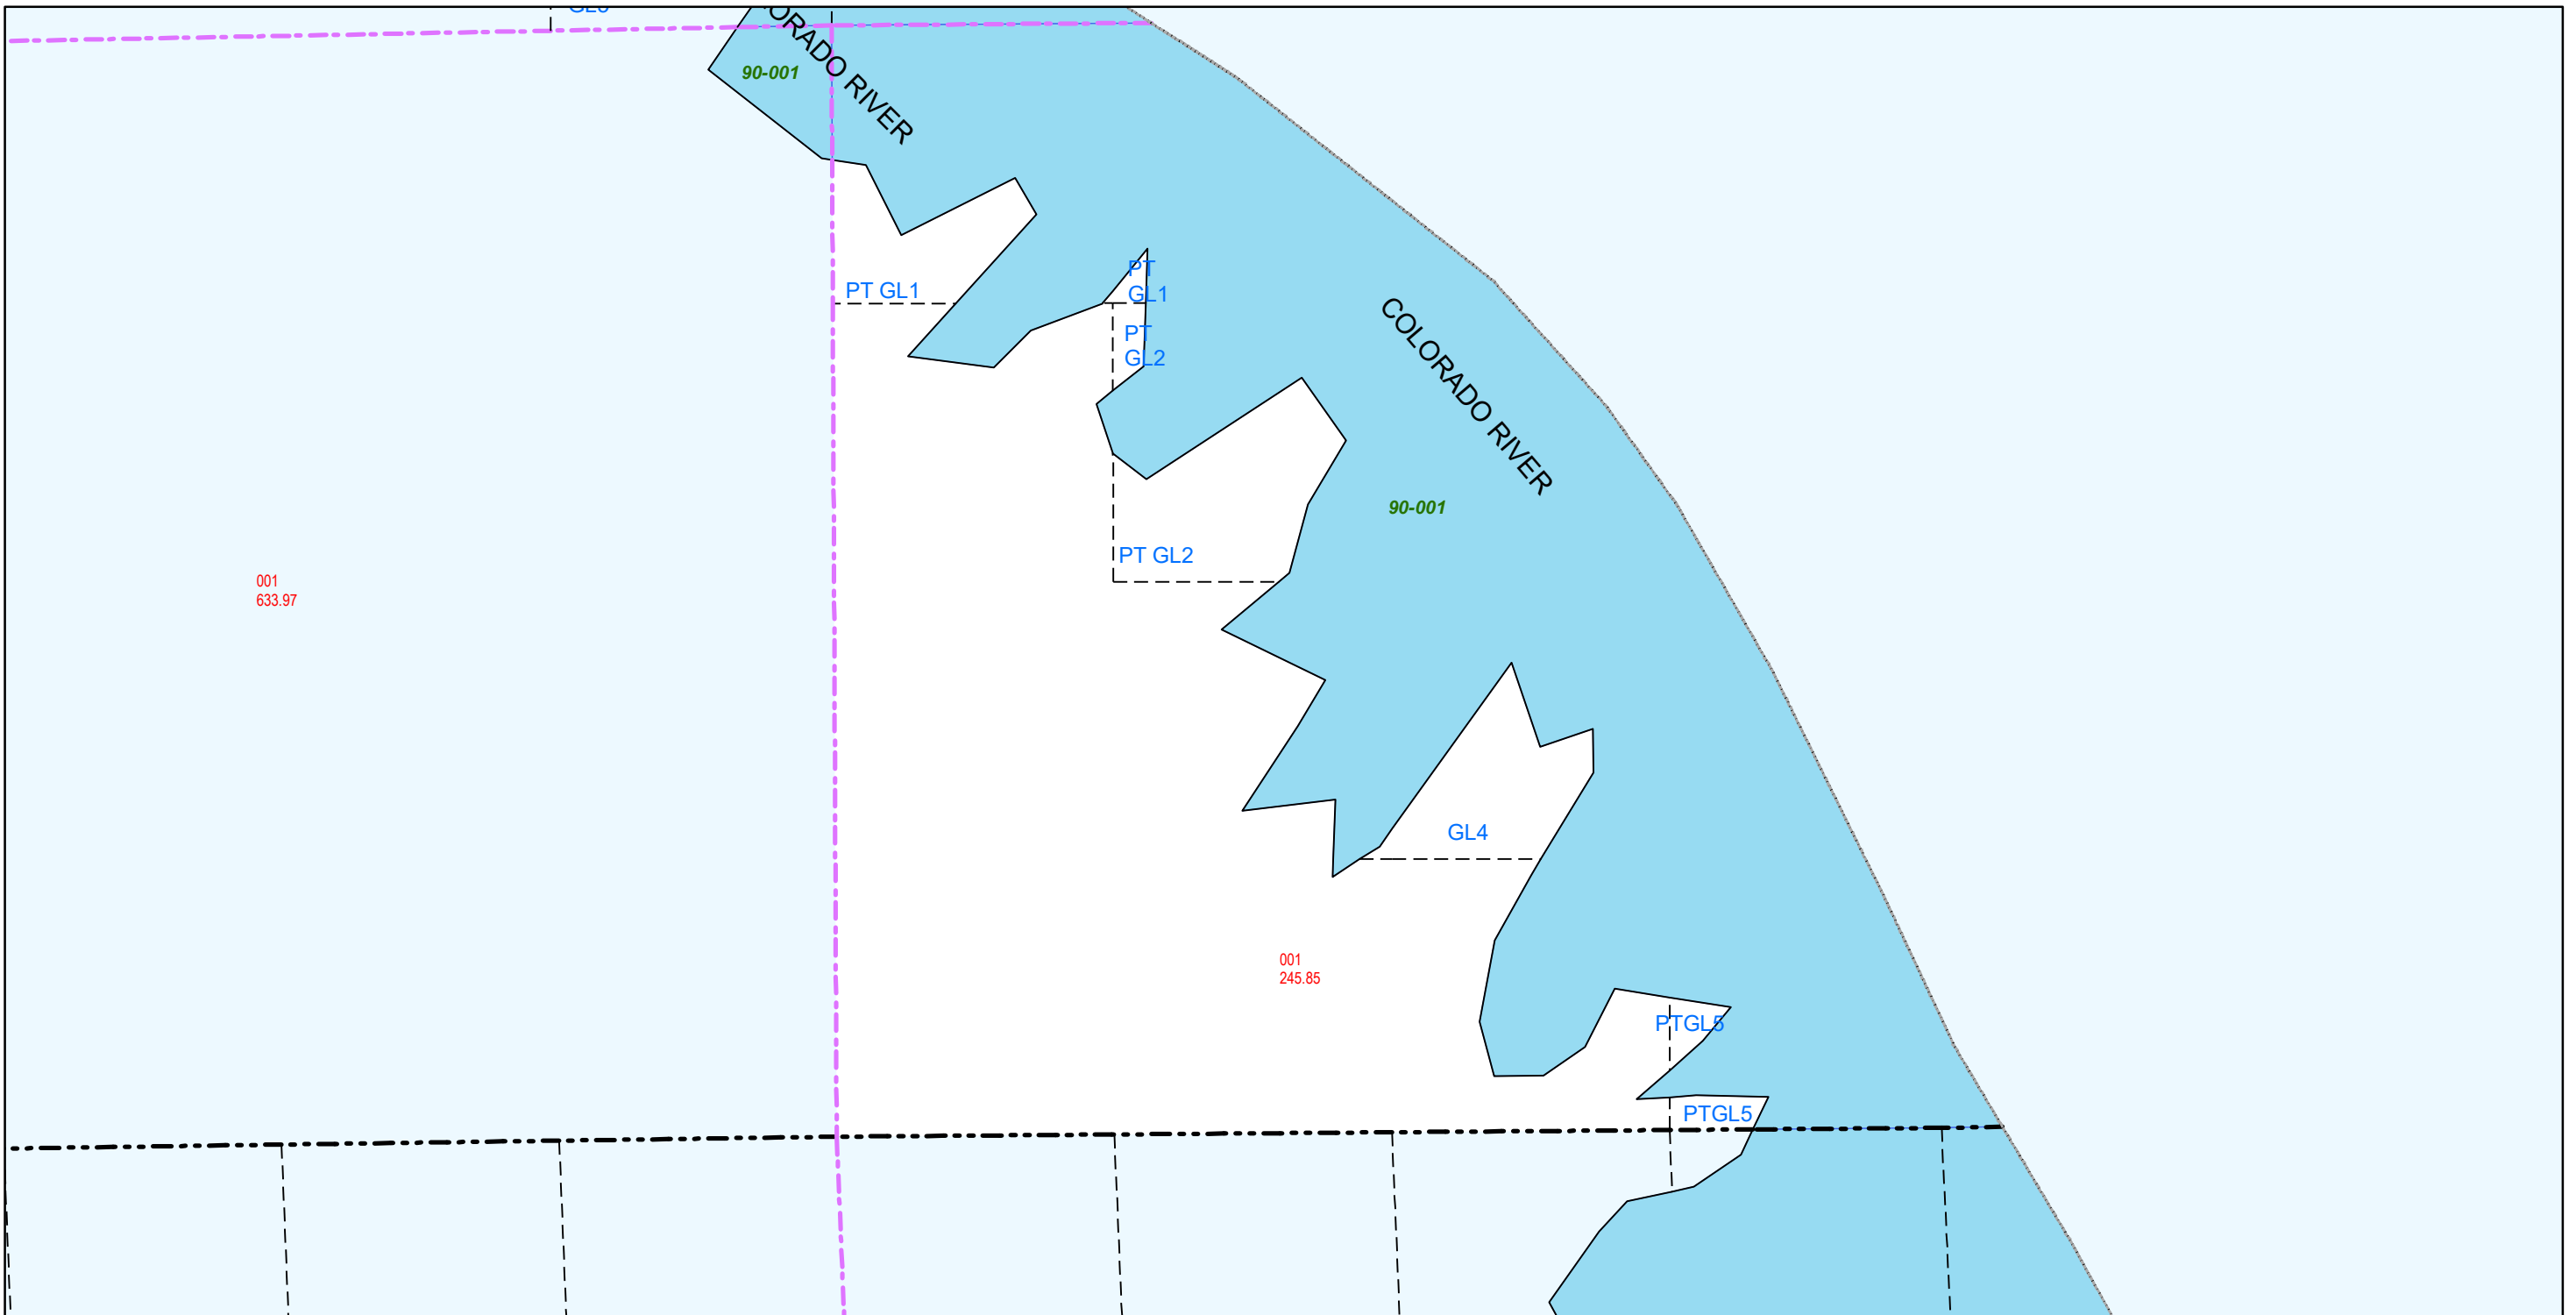 ORADO RIVER
90-001
PT GL1
PT
GL1
PT
GL2
COLORADO RIVER
90-001
PT GL2
001
633.97
GL4
001
245.85
PTGL5
PTGL5